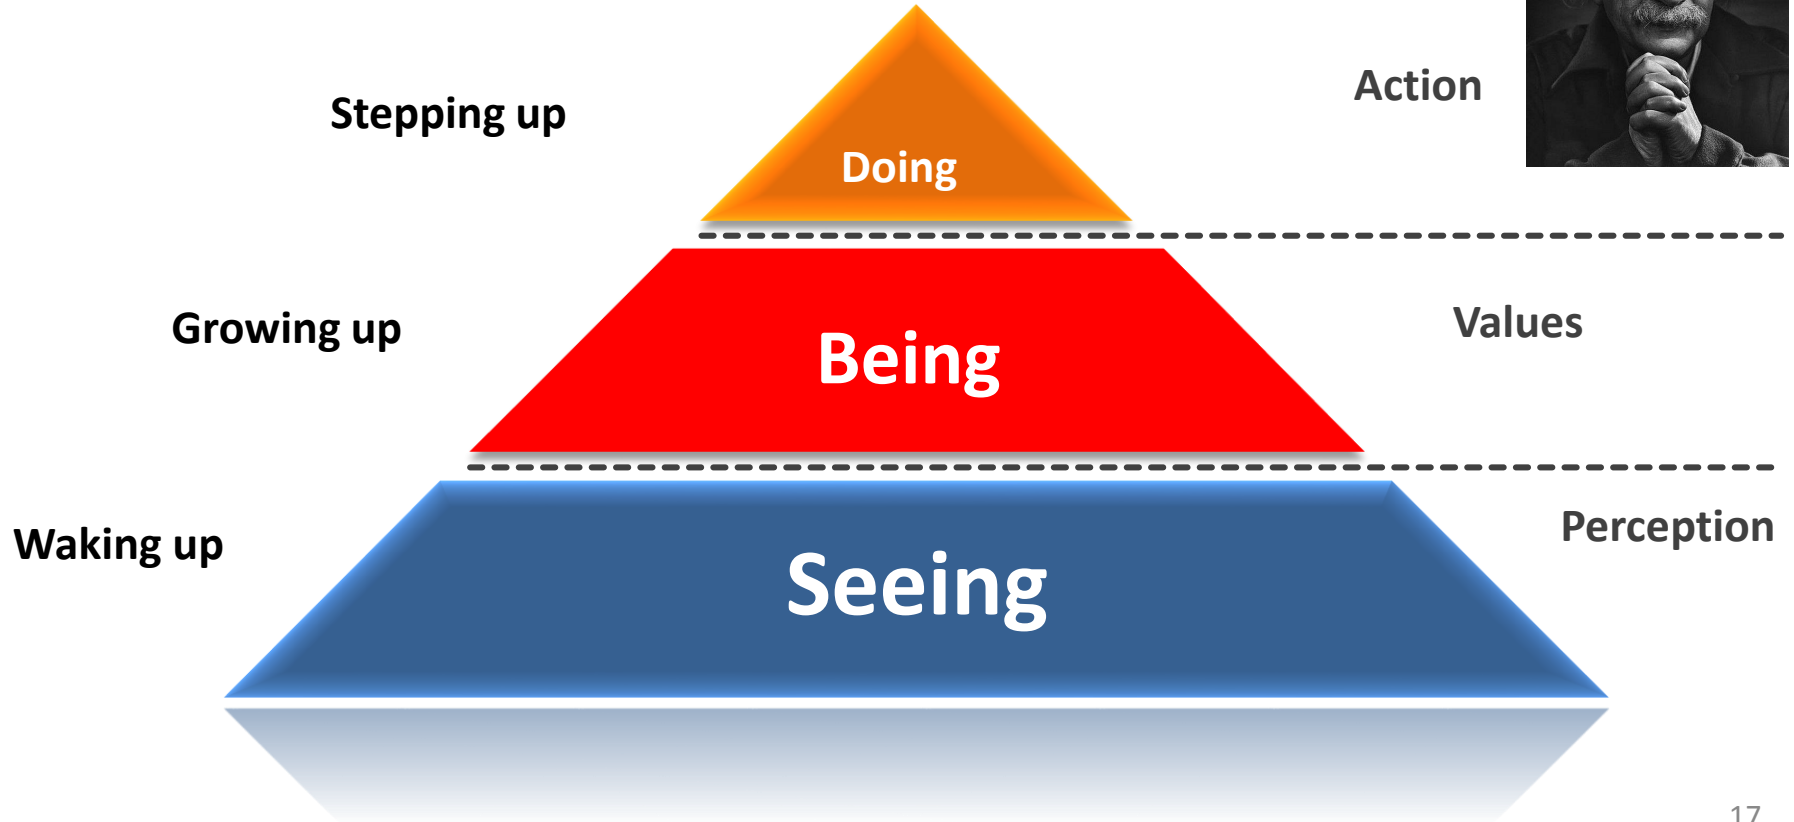 Stepping up
Doing
Action
Growing up
Being
Values
Waking up
Seeing
Perception
17